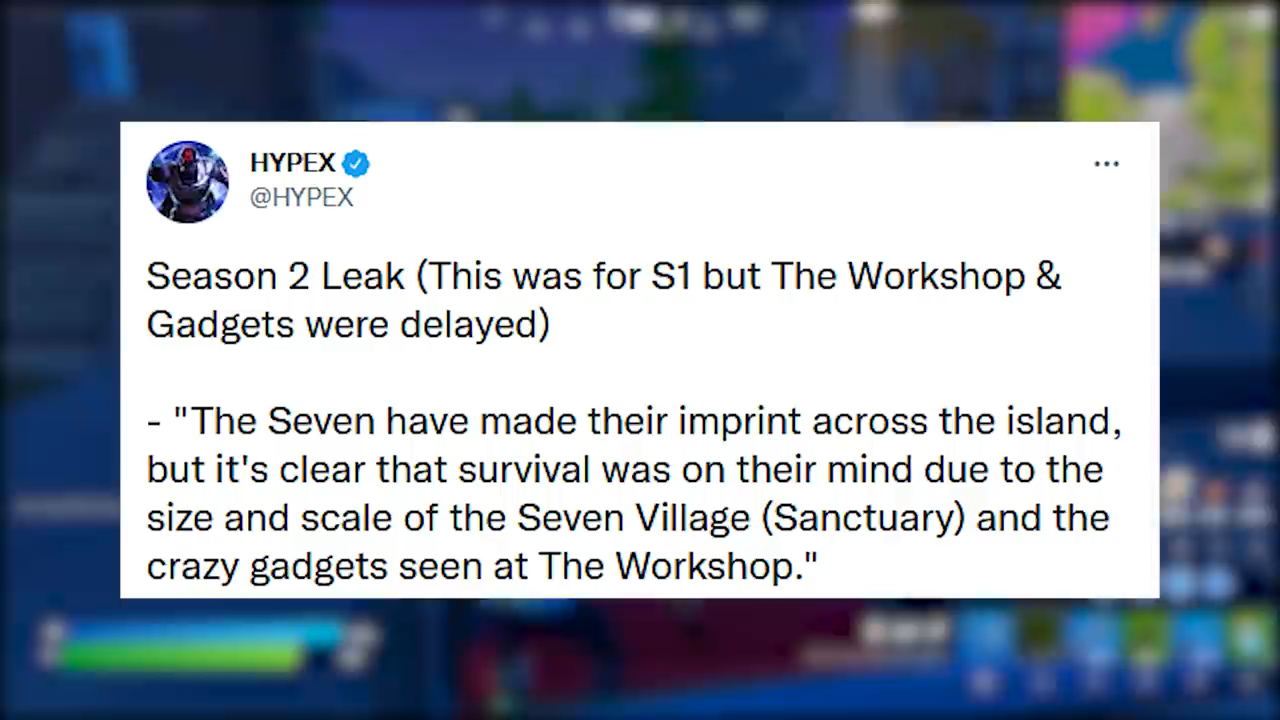 HYPEX
@HYPEX
Season 2 Leak (This was for S1 but The Workshop &
Gadgets were delayed)
- "The Seven have made their imprint across the island,
but it's clear that survival was on their mind due to the
size and scale of the Seven Village (Sanctuary) and the
crazy gadgets seen at The Workshop."